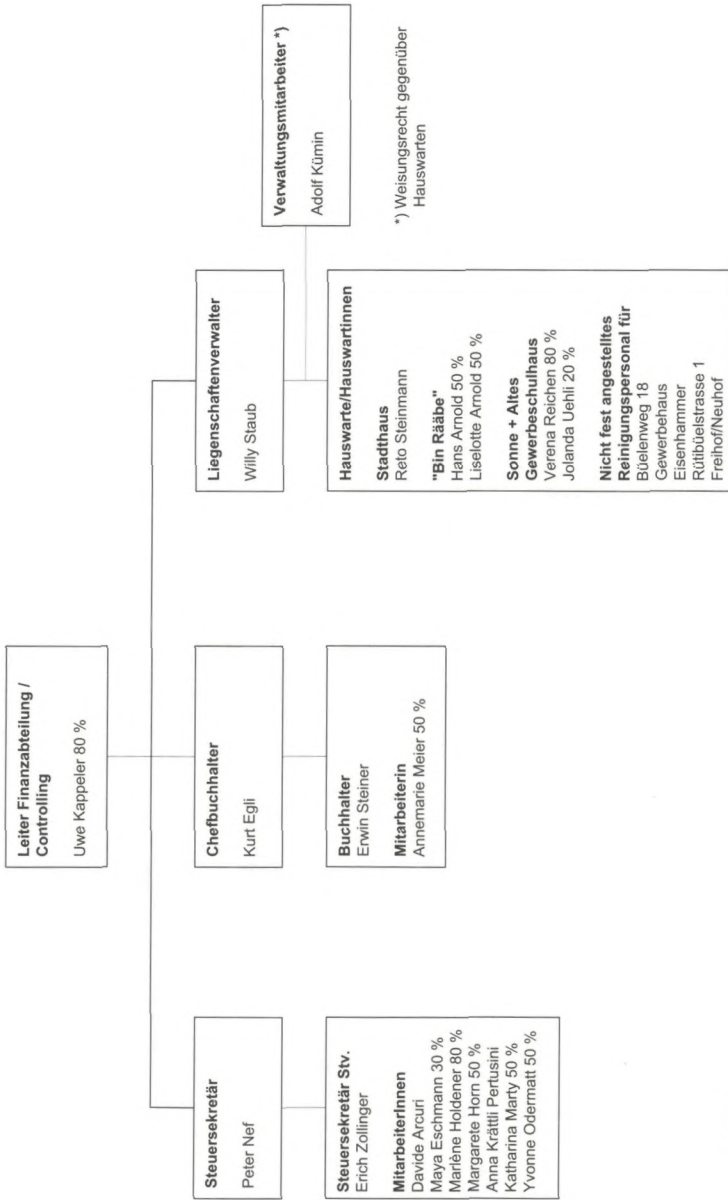 Leiter Finanzabteilung /
Controlling
Uwe Kappeler 80 %
Steuersekretär
Peter Nef
Steuersekretär Stv.
Erich Zollinger
MitarbeiterInnen
Davide Arcuri
Maya Eschmann 30 %
Marlène Holdener 80 %
Margarete Horn 50 %
Anna Krättli Pertusini
Katharina Marty 50 %
Yvonne Odermatt 50 %
Chefbuchhalter
Kurt Egli
Buchhalter
Erwin Steiner
Mitarbeiterin
Annemarie Meier 50 %
Liegenschaftenverwalter
Willy Staub
Verwaltungsmitarbeiter *)
Adolf Kümin
*) Weisungsrecht gegenüber
Hauswarten
Hauswarte/Hauswartinnen
Stadthaus
Reto Steinmann
"Bin Rääbe"
Hans Arnold 50 %
Liselotte Arnold 50 %
Sonne + Altes
Gewerbeschulhaus
Verena Reichen 80 %
Jolanda Uehli 20 %
Nicht fest angestelltes
Reinigungspersonal für
Büelenweg 18
Gewerbehaus
Eisenhammer
Rütibüelstrasse 1
Freihof/Neuhof